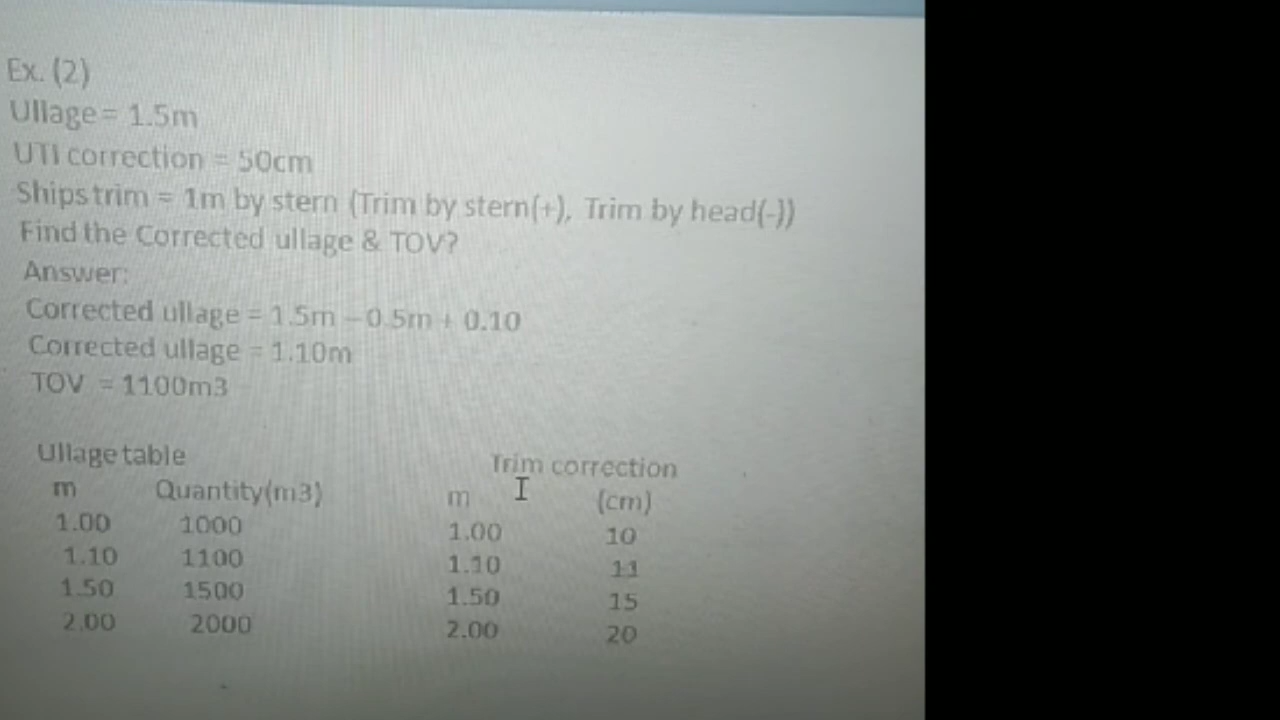 Ex. (2)
Ullage = 1.5m
UTI correction = 50cm
Ships trim = 1m by stern (Trim by stern(+), Trim by head(-))
Find the Corrected ullage & TOV?
Answer:
Corrected ullage = 1.5m – 0.5m + 0.10
Corrected ullage = 1.10m
TOV = 1100m3
Ullage table
m Quantity(m3)
1.00 1000
1.10 1100
1.50 1500
2.00 2000
Trim correction
m (cm)
1.00 10
1.10 11
1.50 15
2.00 20